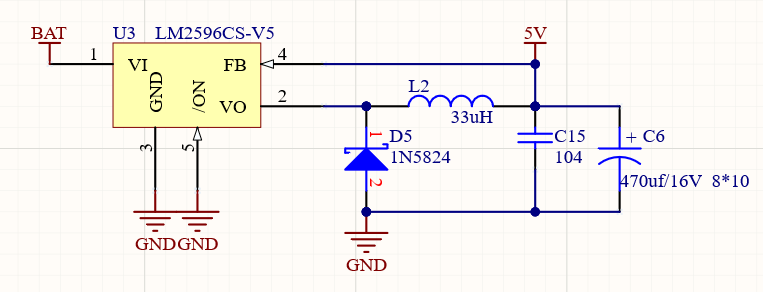 BAT
U3 LM2596CS-V5
5V
1
VI
GND
/ON
FB
VO
4
2
3
5
L2
33uH
1
D5
1N5824
2
C15
104
+ C6
470uf/16V 8*10
GND
GND
GND